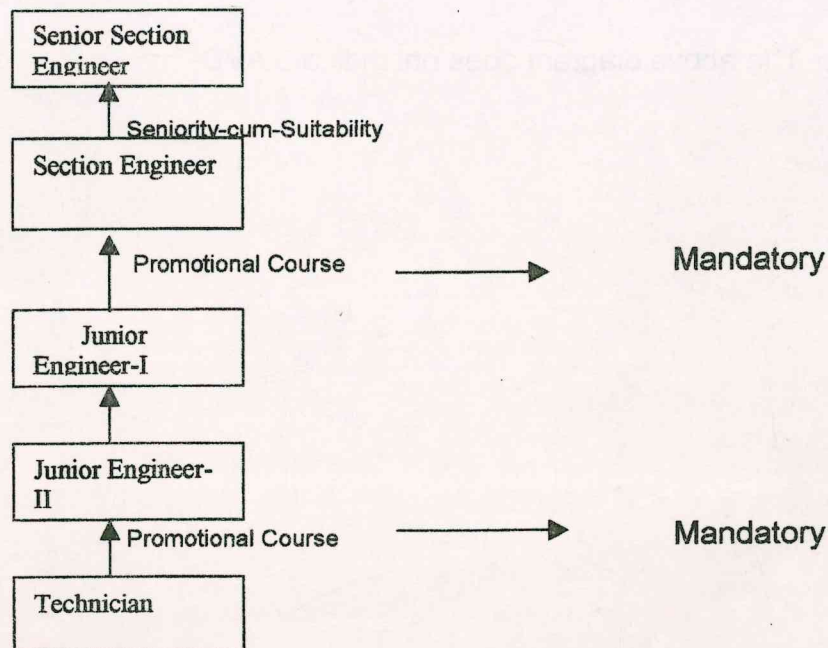 Senior Section
Engineer
Seniority-cum-Suitability
Section Engineer
Promotional Course
Mandatory
Junior
Engineer-I
Junior Engineer-
II
Promotional Course
Mandatory
Technician